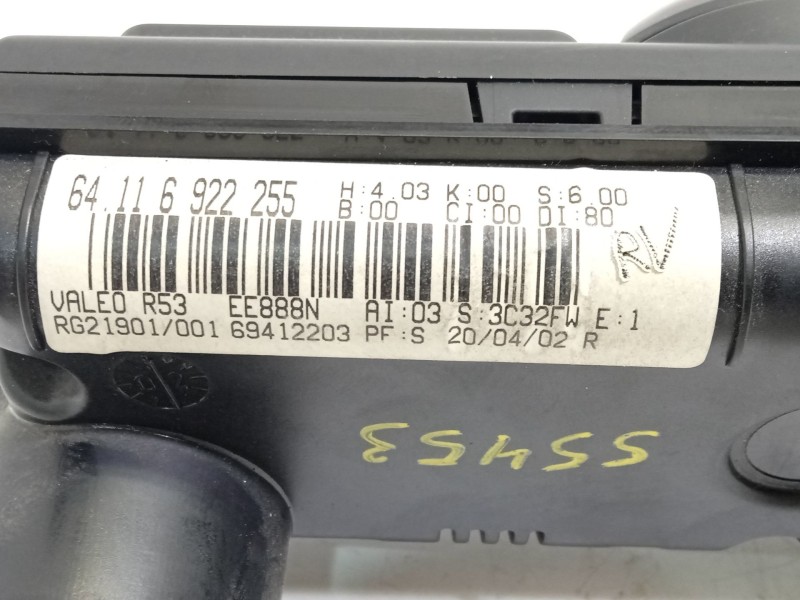 64.11 6 922 255 H:4.03 K:00 S:6.00
B:00 CI:00 DI:80
RV
VALEO R53 EE888N AI:03 S:3C32FW E:1
RG21901/001 69412203 PF:S 20/04/02 R
55453